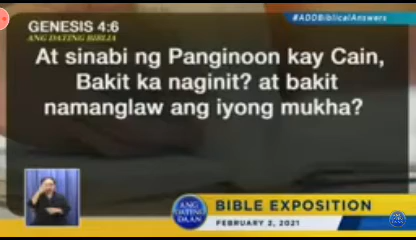 GENESIS 4:6
ANG DATING BIBLIA
#ADDBiblicalAnswers
At sinabi ng Panginoon kay Cain,
Bakit ka naginit? at bakit
namanglaw ang iyong mukha?
ANG
DATING
DAAN
BIBLE EXPOSITION
FEBRUARY 2, 2021